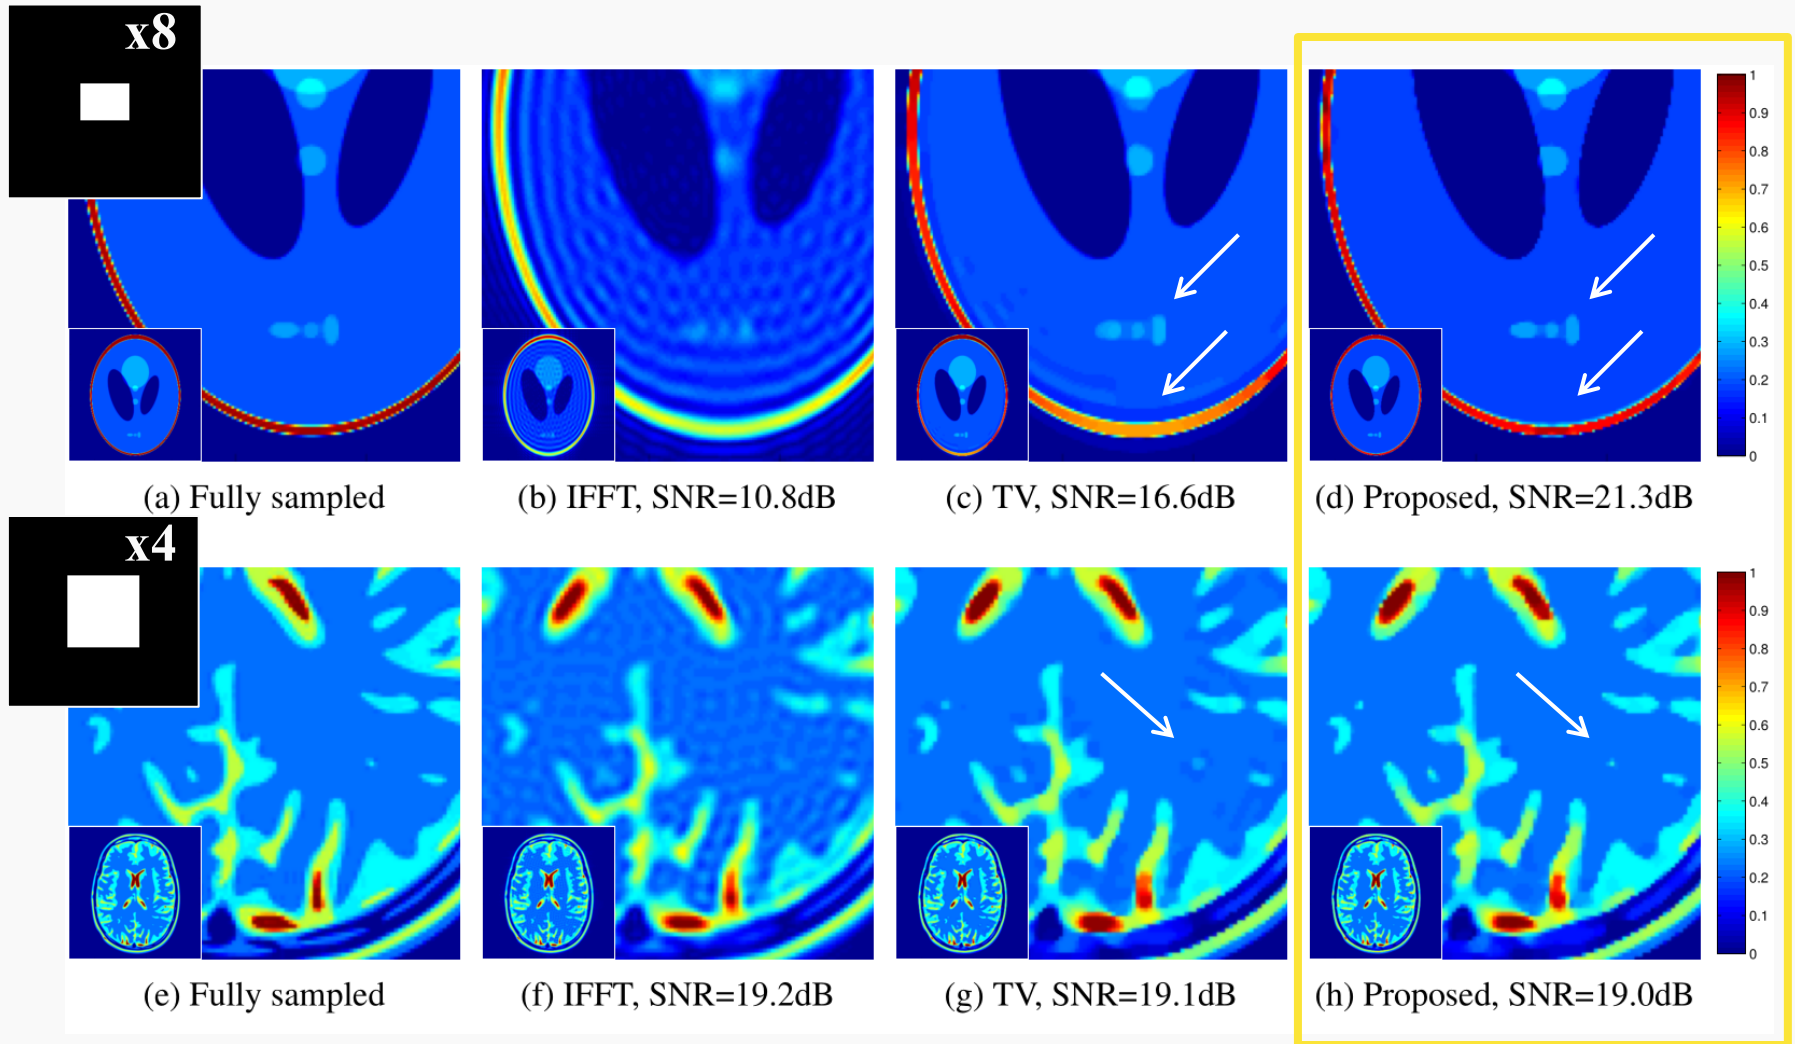 x8
1
0.9
0.8
0.7
0.6
0.5
0.4
0.3
0.2
0.1
0
(a) Fully sampled
(b) IFFT, SNR=10.8dB
(c) TV, SNR=16.6dB
(d) Proposed, SNR=21.3dB
x4
1
0.9
0.8
0.7
0.6
0.5
0.4
0.3
0.2
0.1
0
(e) Fully sampled
(f) IFFT, SNR=19.2dB
(g) TV, SNR=19.1dB
(h) Proposed, SNR=19.0dB